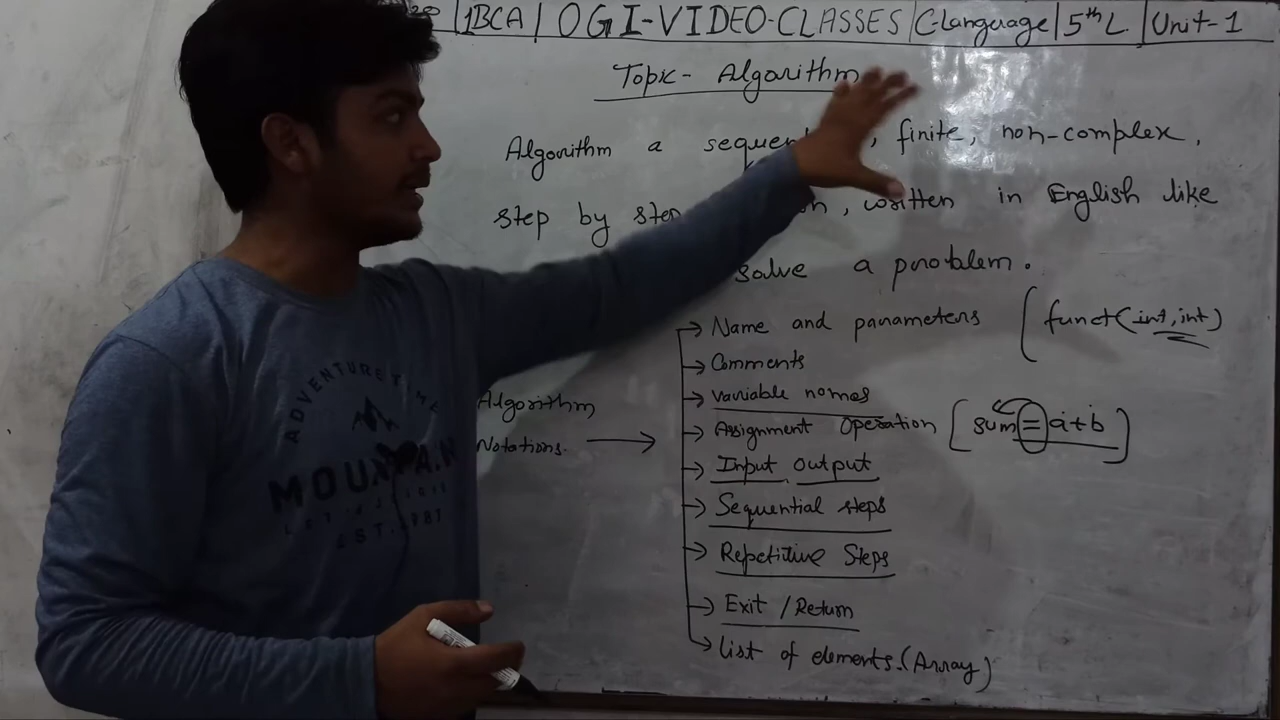 1BCA | OGI-VIDEO-CLASSES | C-language | 5th L | Unit-1
Topic - Algorithm
Algorithm a , finite, non-complex,
step by step , written in English like
solve a problem.
Name and parameters ( funct(int,int)
Comments
variable names
Algorithm
Assignment Operation [ sum = a+b ]
Notations.
Input, output
Sequential steps
Repetitive Steps
Exit / Return
List of elements.(Array)
ADVENTURE TIME
MOUNTAIN
EST. 1987